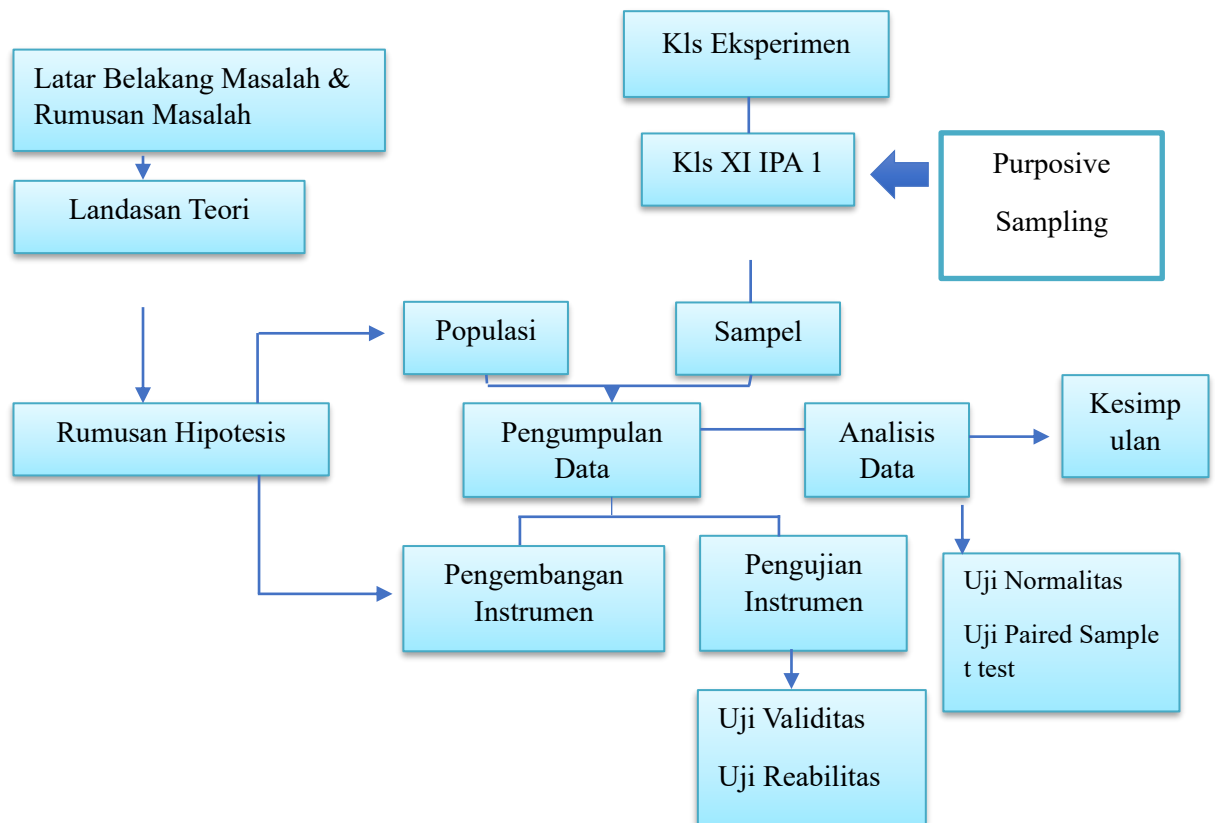 Kls Eksperimen
Latar Belakang Masalah &
Rumusan Masalah
Kls XI IPA 1
Purposive
Sampling
Landasan Teori
Populasi
Sampel
Rumusan Hipotesis
Pengumpulan
Data
Analisis
Data
Kesimp
ulan
Pengembangan
Instrumen
Pengujian
Instrumen
Uji Normalitas
Uji Paired Sample
t test
Uji Validitas
Uji Reabilitas